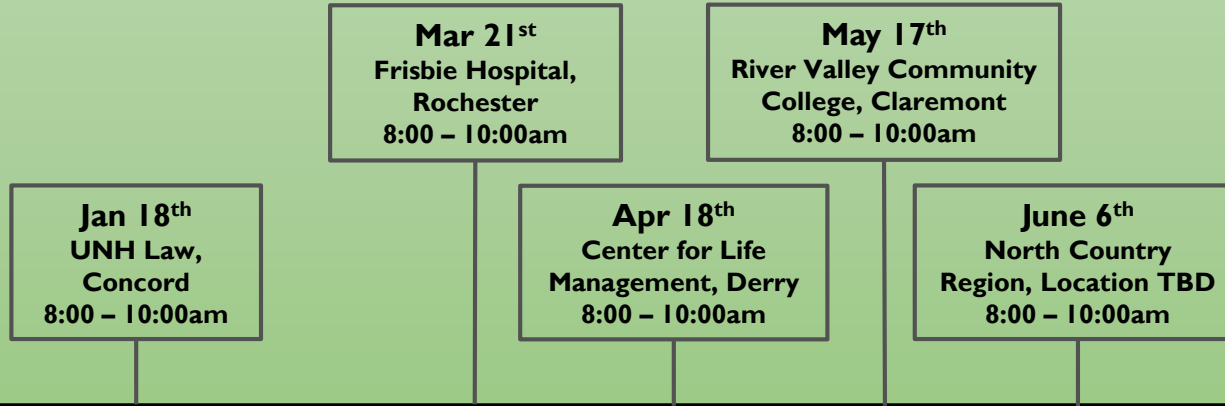 Mar 21st
Frisbie Hospital,
Rochester
8:00 – 10:00am
May 17th
River Valley Community
College, Claremont
8:00 – 10:00am
Jan 18th
UNH Law,
Concord
8:00 – 10:00am
Apr 18th
Center for Life
Management, Derry
8:00 – 10:00am
June 6th
North Country
Region, Location TBD
8:00 – 10:00am